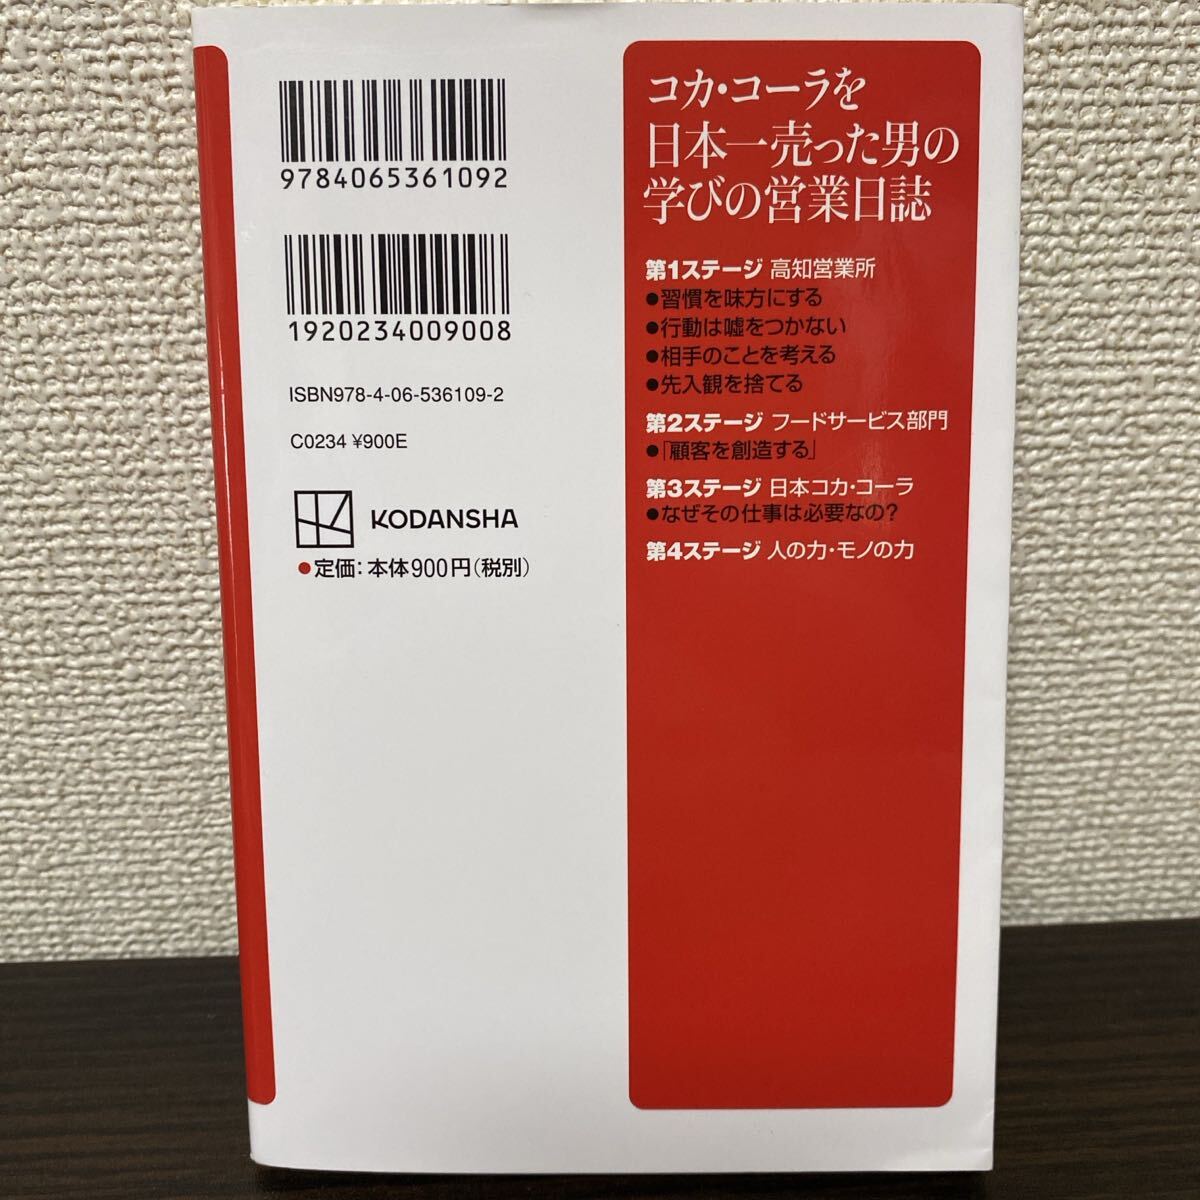 9784065361092
1920234009008
ISBN978-4-06-536109-2
C0234 ¥900E
KODANSHA
●定価:本体900円(税別)
コカ・コーラを
日本一売った男の
学びの営業日誌
第1ステージ 高知営業所
●習慣を味方にする
●行動は嘘をつかない
●相手のことを考える
●先入観を捨てる
第2ステージ フードサービス部門
●「顧客を創造する」
第3ステージ 日本コカ・コーラ
●なぜその仕事は必要なの?
第4ステージ 人の力・モノの力